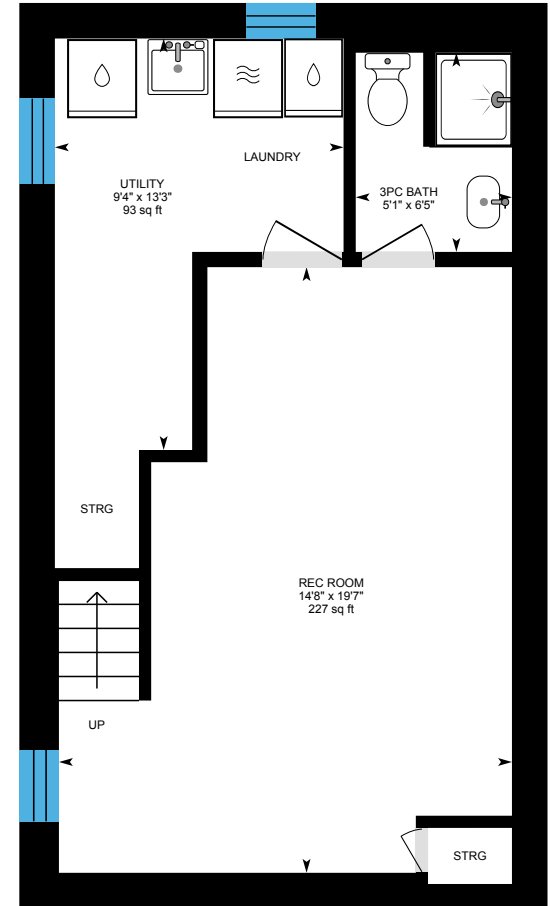 LAUNDRY
UTILITY
9'4" x 13'3"
93 sq ft
3PC BATH
5'1" x 6'5"
STRG
REC ROOM
14'8" x 19'7"
227 sq ft
UP
STRG